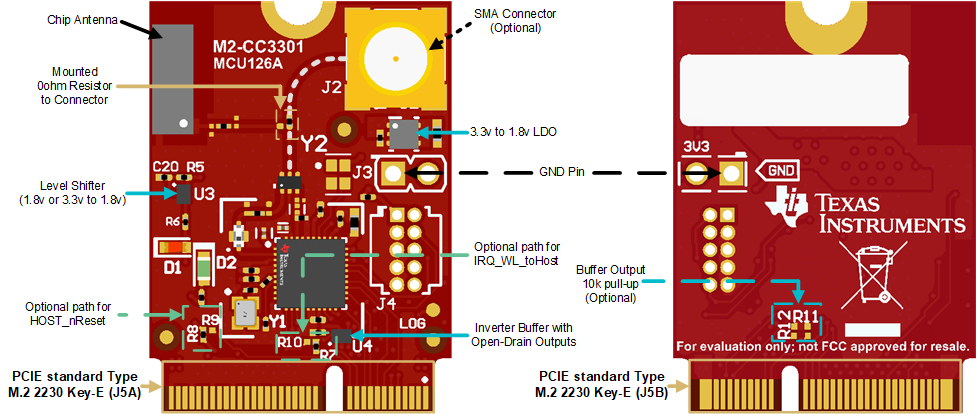 Chip Antenna
M2-CC3301
MCU126A
SMA Connector
(Optional)
Mounted
0ohm Resistor
to Connector
J2
Y2
3.3v to 1.8v LDO
C20 R5
J3
GND Pin
3V3
GND
Level Shifter
(1.8v or 3.3v to 1.8v)
U3
R6
TEXAS
INSTRUMENTS
D1
D2
TEXAS
INSTRUMENTS
Optional path for
IRQ_WL_toHost
Buffer Output
10k pull-up
(Optional)
J4
Optional path for
HOST_nReset
R9
R8
Y1
LOG
R10
R7
U4
Inverter Buffer with
Open-Drain Outputs
R12
R11
For evaluation only; not FCC approved for resale.
PCIE standard Type
M.2 2230 Key-E (J5A)
PCIE standard Type
M.2 2230 Key-E (J5B)